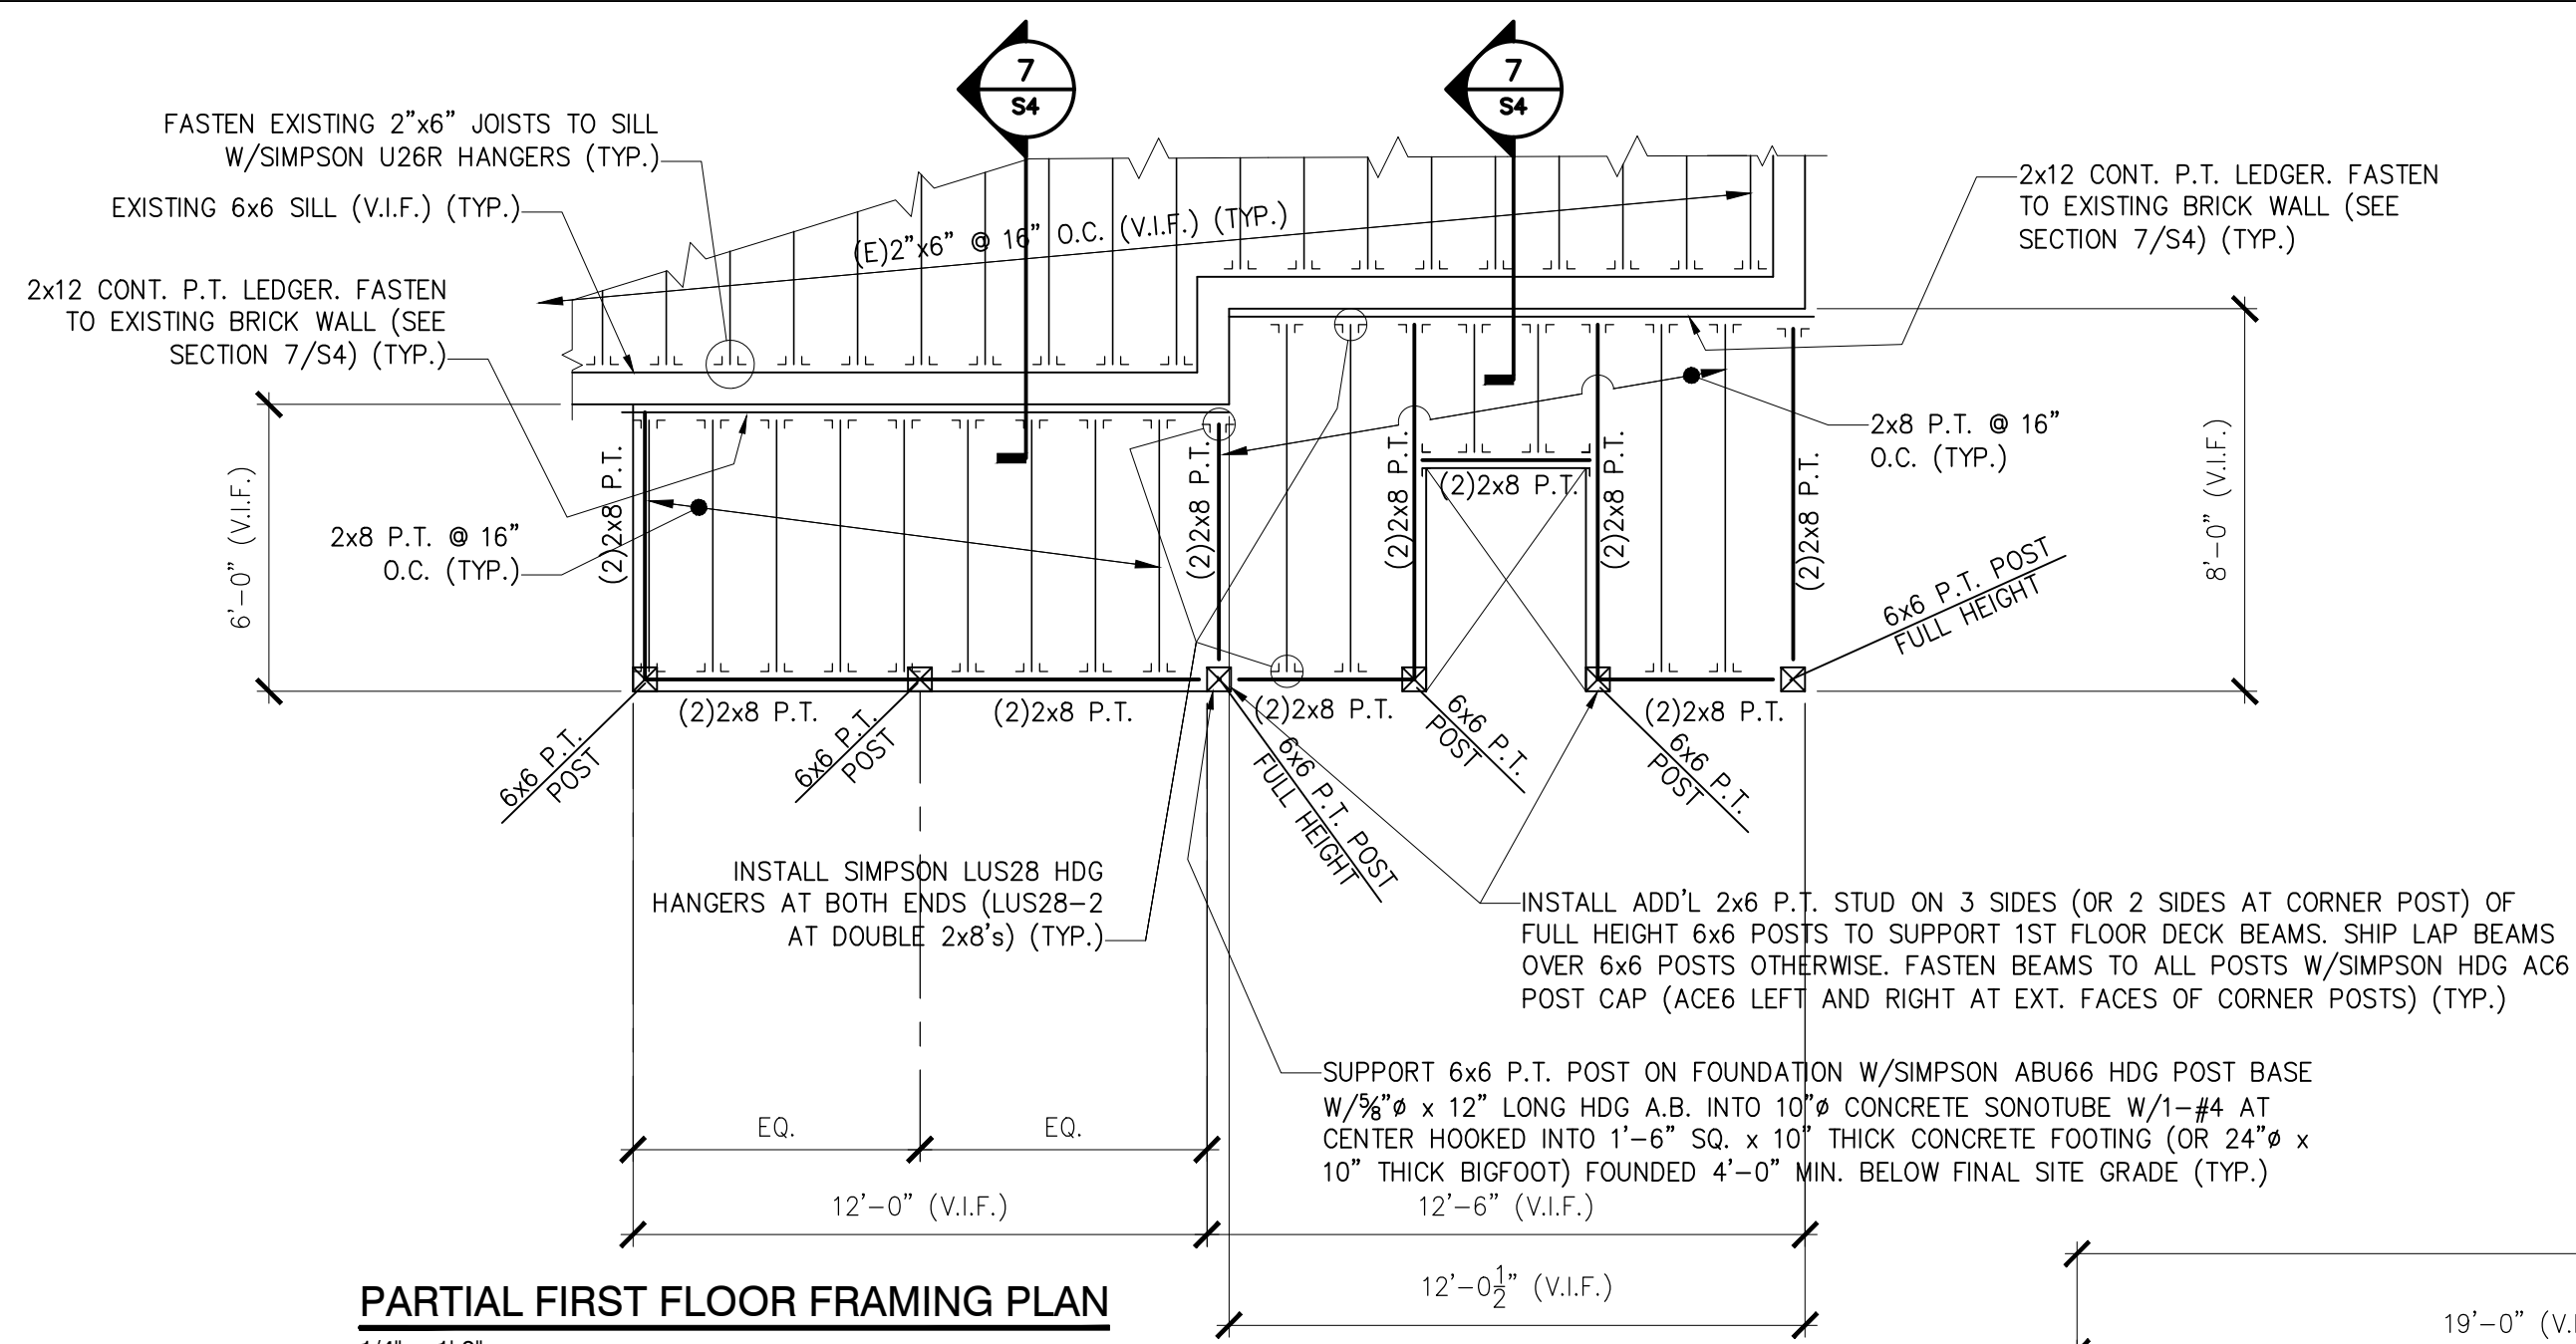 7
S4
7
S4
FASTEN EXISTING 2”x6” JOISTS TO SILL
W/SIMPSON U26R HANGERS (TYP.)
EXISTING 6x6 SILL (V.I.F.) (TYP.)
2x12 CONT. P.T. LEDGER. FASTEN
TO EXISTING BRICK WALL (SEE
SECTION 7/S4) (TYP.)
(E)2”x6” @ 16” O.C. (V.I.F.) (TYP.)
2x12 CONT. P.T. LEDGER. FASTEN
TO EXISTING BRICK WALL (SEE
SECTION 7/S4) (TYP.)
6’-0” (V.I.F.)
2x8 P.T. @ 16”
O.C. (TYP.)
(2)2x8 P.T.
(2)2x8 P.T.
(2)2x8 P.T.
(2)2x8 P.T.
(2)2x8 P.T.
(2)2x8 P.T.
2x8 P.T. @ 16”
O.C. (TYP.)
8’-0” (V.I.F.)
6x6 P.T. POST
FULL HEIGHT
(2)2x8 P.T.
(2)2x8 P.T.
(2)2x8 P.T.
(2)2x8 P.T.
6x6 P.T.
POST
6x6 P.T.
POST
6x6 P.T. POST
FULL HEIGHT
6x6 P.T.
POST
6x6 P.T.
POST
INSTALL SIMPSON LUS28 HDG
HANGERS AT BOTH ENDS (LUS28-2
AT DOUBLE 2x8’s) (TYP.)
INSTALL ADD’L 2x6 P.T. STUD ON 3 SIDES (OR 2 SIDES AT CORNER POST) OF
FULL HEIGHT 6x6 POSTS TO SUPPORT 1ST FLOOR DECK BEAMS. SHIP LAP BEAMS
OVER 6x6 POSTS OTHERWISE. FASTEN BEAMS TO ALL POSTS W/SIMPSON HDG AC6
POST CAP (ACE6 LEFT AND RIGHT AT EXT. FACES OF CORNER POSTS) (TYP.)
SUPPORT 6x6 P.T. POST ON FOUNDATION W/SIMPSON ABU66 HDG POST BASE
W/⅝”ø x 12” LONG HDG A.B. INTO 10”ø CONCRETE SONOTUBE W/1-#4 AT
CENTER HOOKED INTO 1’-6” SQ. x 10” THICK CONCRETE FOOTING (OR 24”ø x
10” THICK BIGFOOT) FOUNDED 4’-0” MIN. BELOW FINAL SITE GRADE (TYP.)
EQ.
EQ.
12’-0” (V.I.F.)
12’-6” (V.I.F.)
12’-0½” (V.I.F.)
PARTIAL FIRST FLOOR FRAMING PLAN
19’-0”